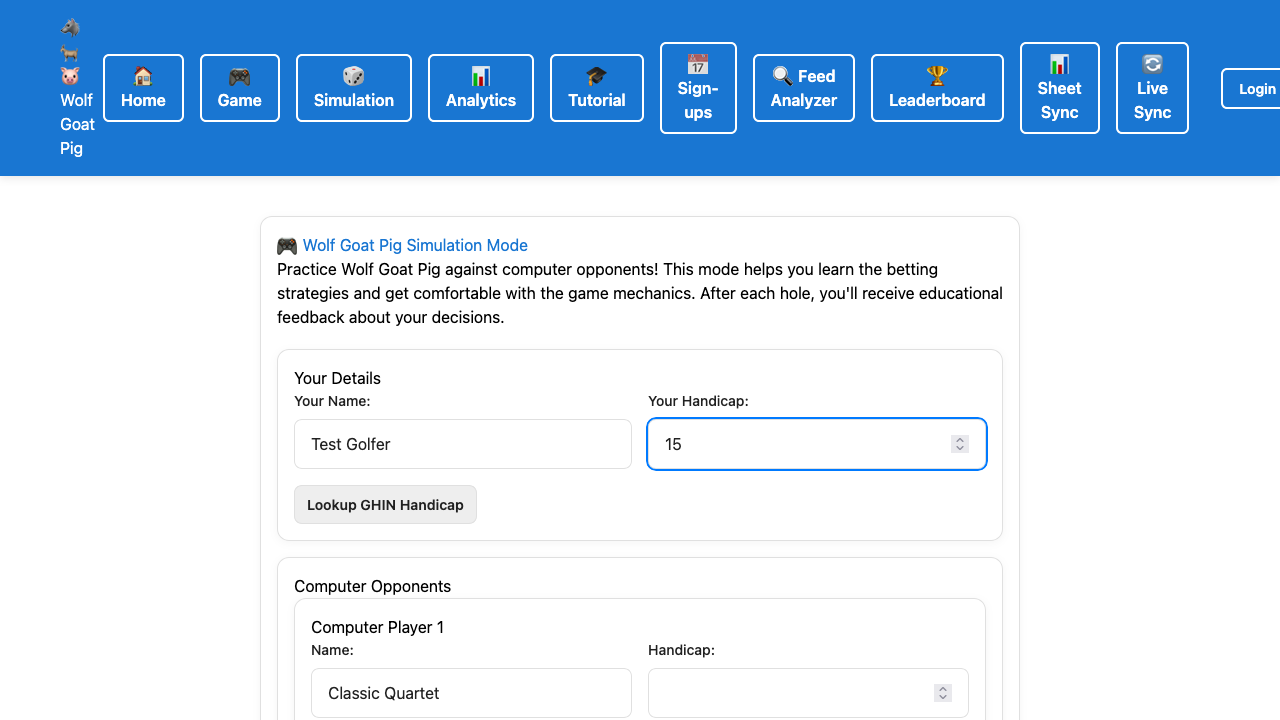 Wolf
Goat
Pig
Home
Game
Simulation
Analytics
Tutorial
Sign-
ups
Feed
Analyzer
Leaderboard
Sheet
Sync
Live
Sync
Login
Wolf Goat Pig Simulation Mode
Practice Wolf Goat Pig against computer opponents! This mode helps you learn the betting
strategies and get comfortable with the game mechanics. After each hole, you'll receive educational
feedback about your decisions.
Your Details
Your Name:
Your Handicap:
Test Golfer
15
Lookup GHIN Handicap
Computer Opponents
Computer Player 1
Name:
Handicap:
Classic Quartet